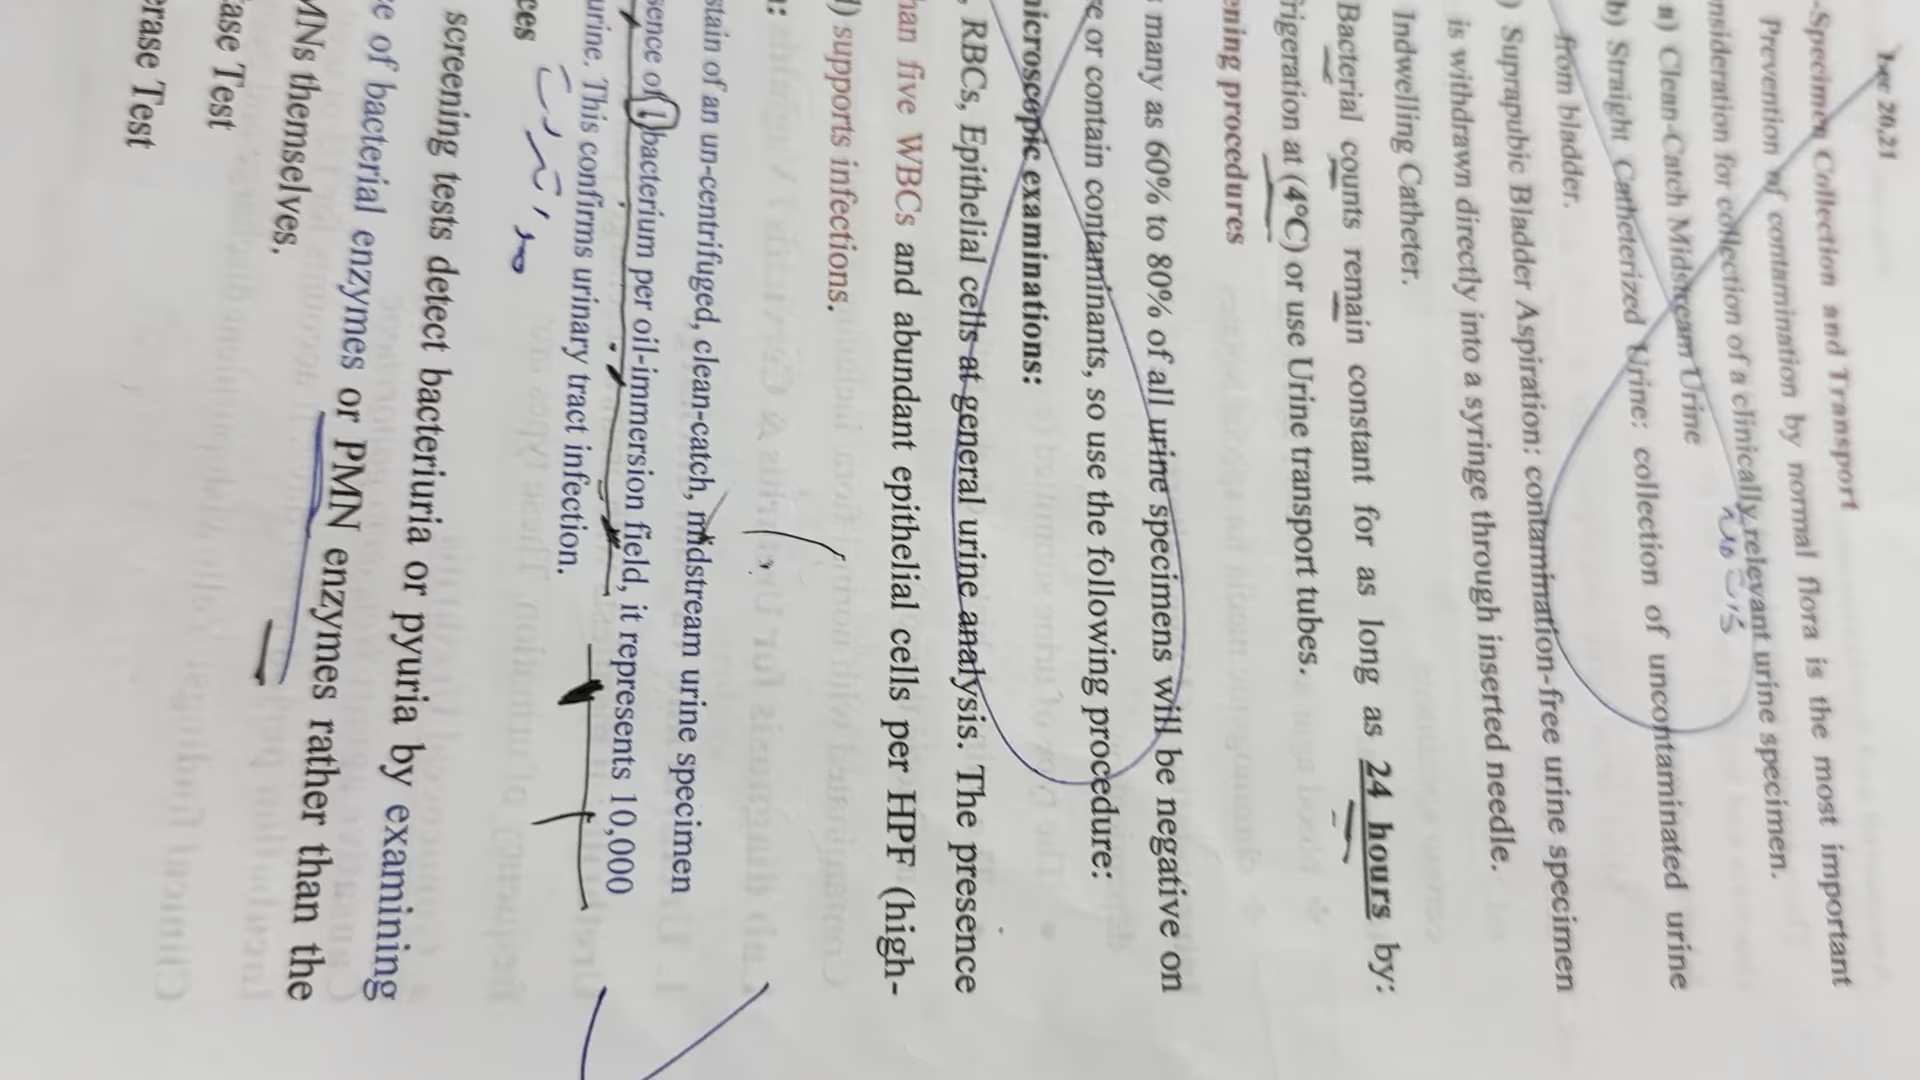 20.21
-Specimen Collection and Transport
Prevention of contamination by normal flora is the most important
nsideration for collection of a clinically relevant urine specimen.
a) Clean-Catch Midstream Urine
b) Straight Catheterized Urine: collection of uncontaminated urine
from bladder.
) Suprapubic Bladder Aspiration: contamination-free urine specimen
is withdrawn directly into a syringe through inserted needle.
Indwelling Catheter.
Bacterial counts remain constant for as long as 24 hours by:
frigeration at (4°C) or use Urine transport tubes.
ening procedures
many as 60% to 80% of all urine specimens will be negative on
e or contain contaminants, so use the following procedure:
microscopic examinations:
, RBCs, Epithelial cells at general urine analysis. The presence
han five WBCs and abundant epithelial cells per HPF (high-
d) supports infections.
stain of an un-centrifuged, clean-catch, midstream urine specimen
sence of 1 bacterium per oil-immersion field, it represents 10,000
urine. This confirms urinary tract infection.
ces
screening tests detect bacteriuria or pyuria by examining
e of bacterial enzymes or PMN enzymes rather than the
MNs themselves.
ase Test
erase Test